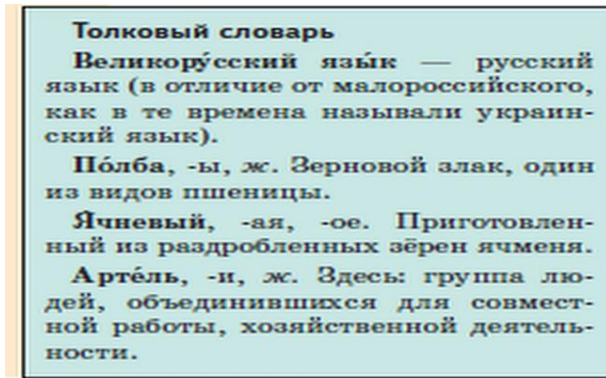 Толковый словарь
Великору́сский язы́к — русский
язык (в отличие от малороссийского,
как в те времена называли украин-
ский язык).
По́лба, -ы, ж. Зерновой злак, один
из видов пшеницы.
Я́чневый, -ая, -ое. Приготовлен-
ный из раздробленных зёрен ячменя.
Арте́ль, -и, ж. Здесь: группа лю-
дей, объединившихся для совмест-
ной работы, хозяйственной деятель-
ности.